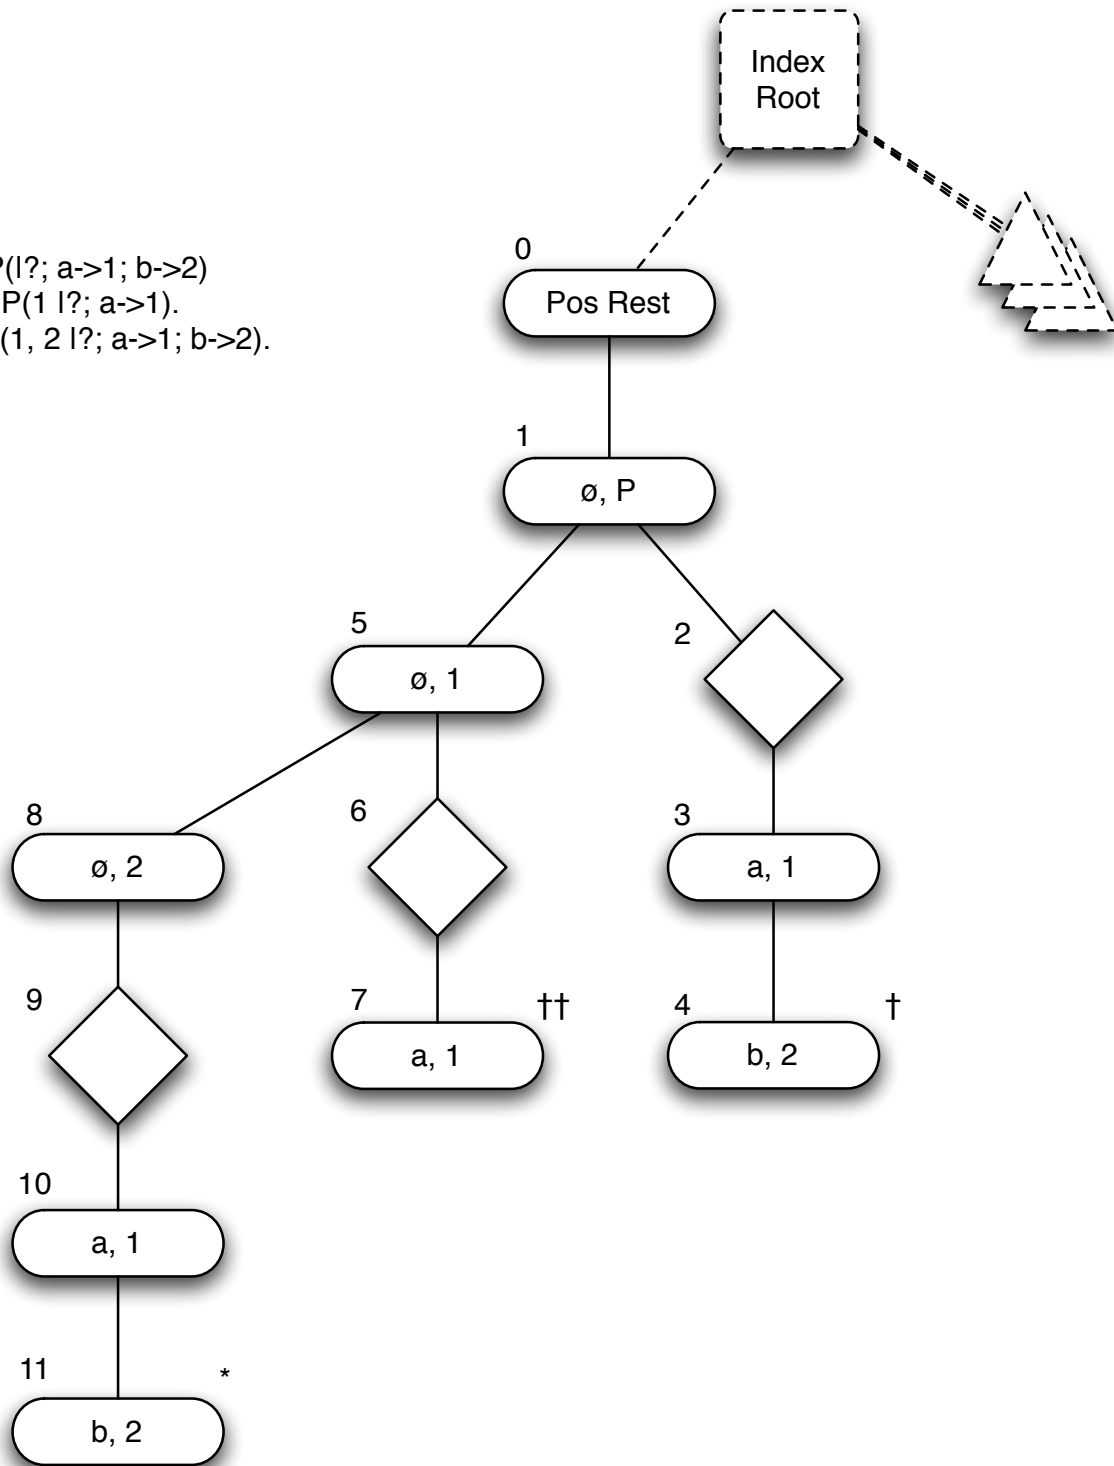 Index
Root
0
Pos Rest
P(|?; a->1; b->2)
P(1 |?; a->1).
(1, 2 |?; a->1; b->2).
1
ø, P
5
ø, 1
2
8
ø, 2
6
3
a, 1
9
7
a, 1
††
4
b, 2
†
10
a, 1
11
b, 2
*